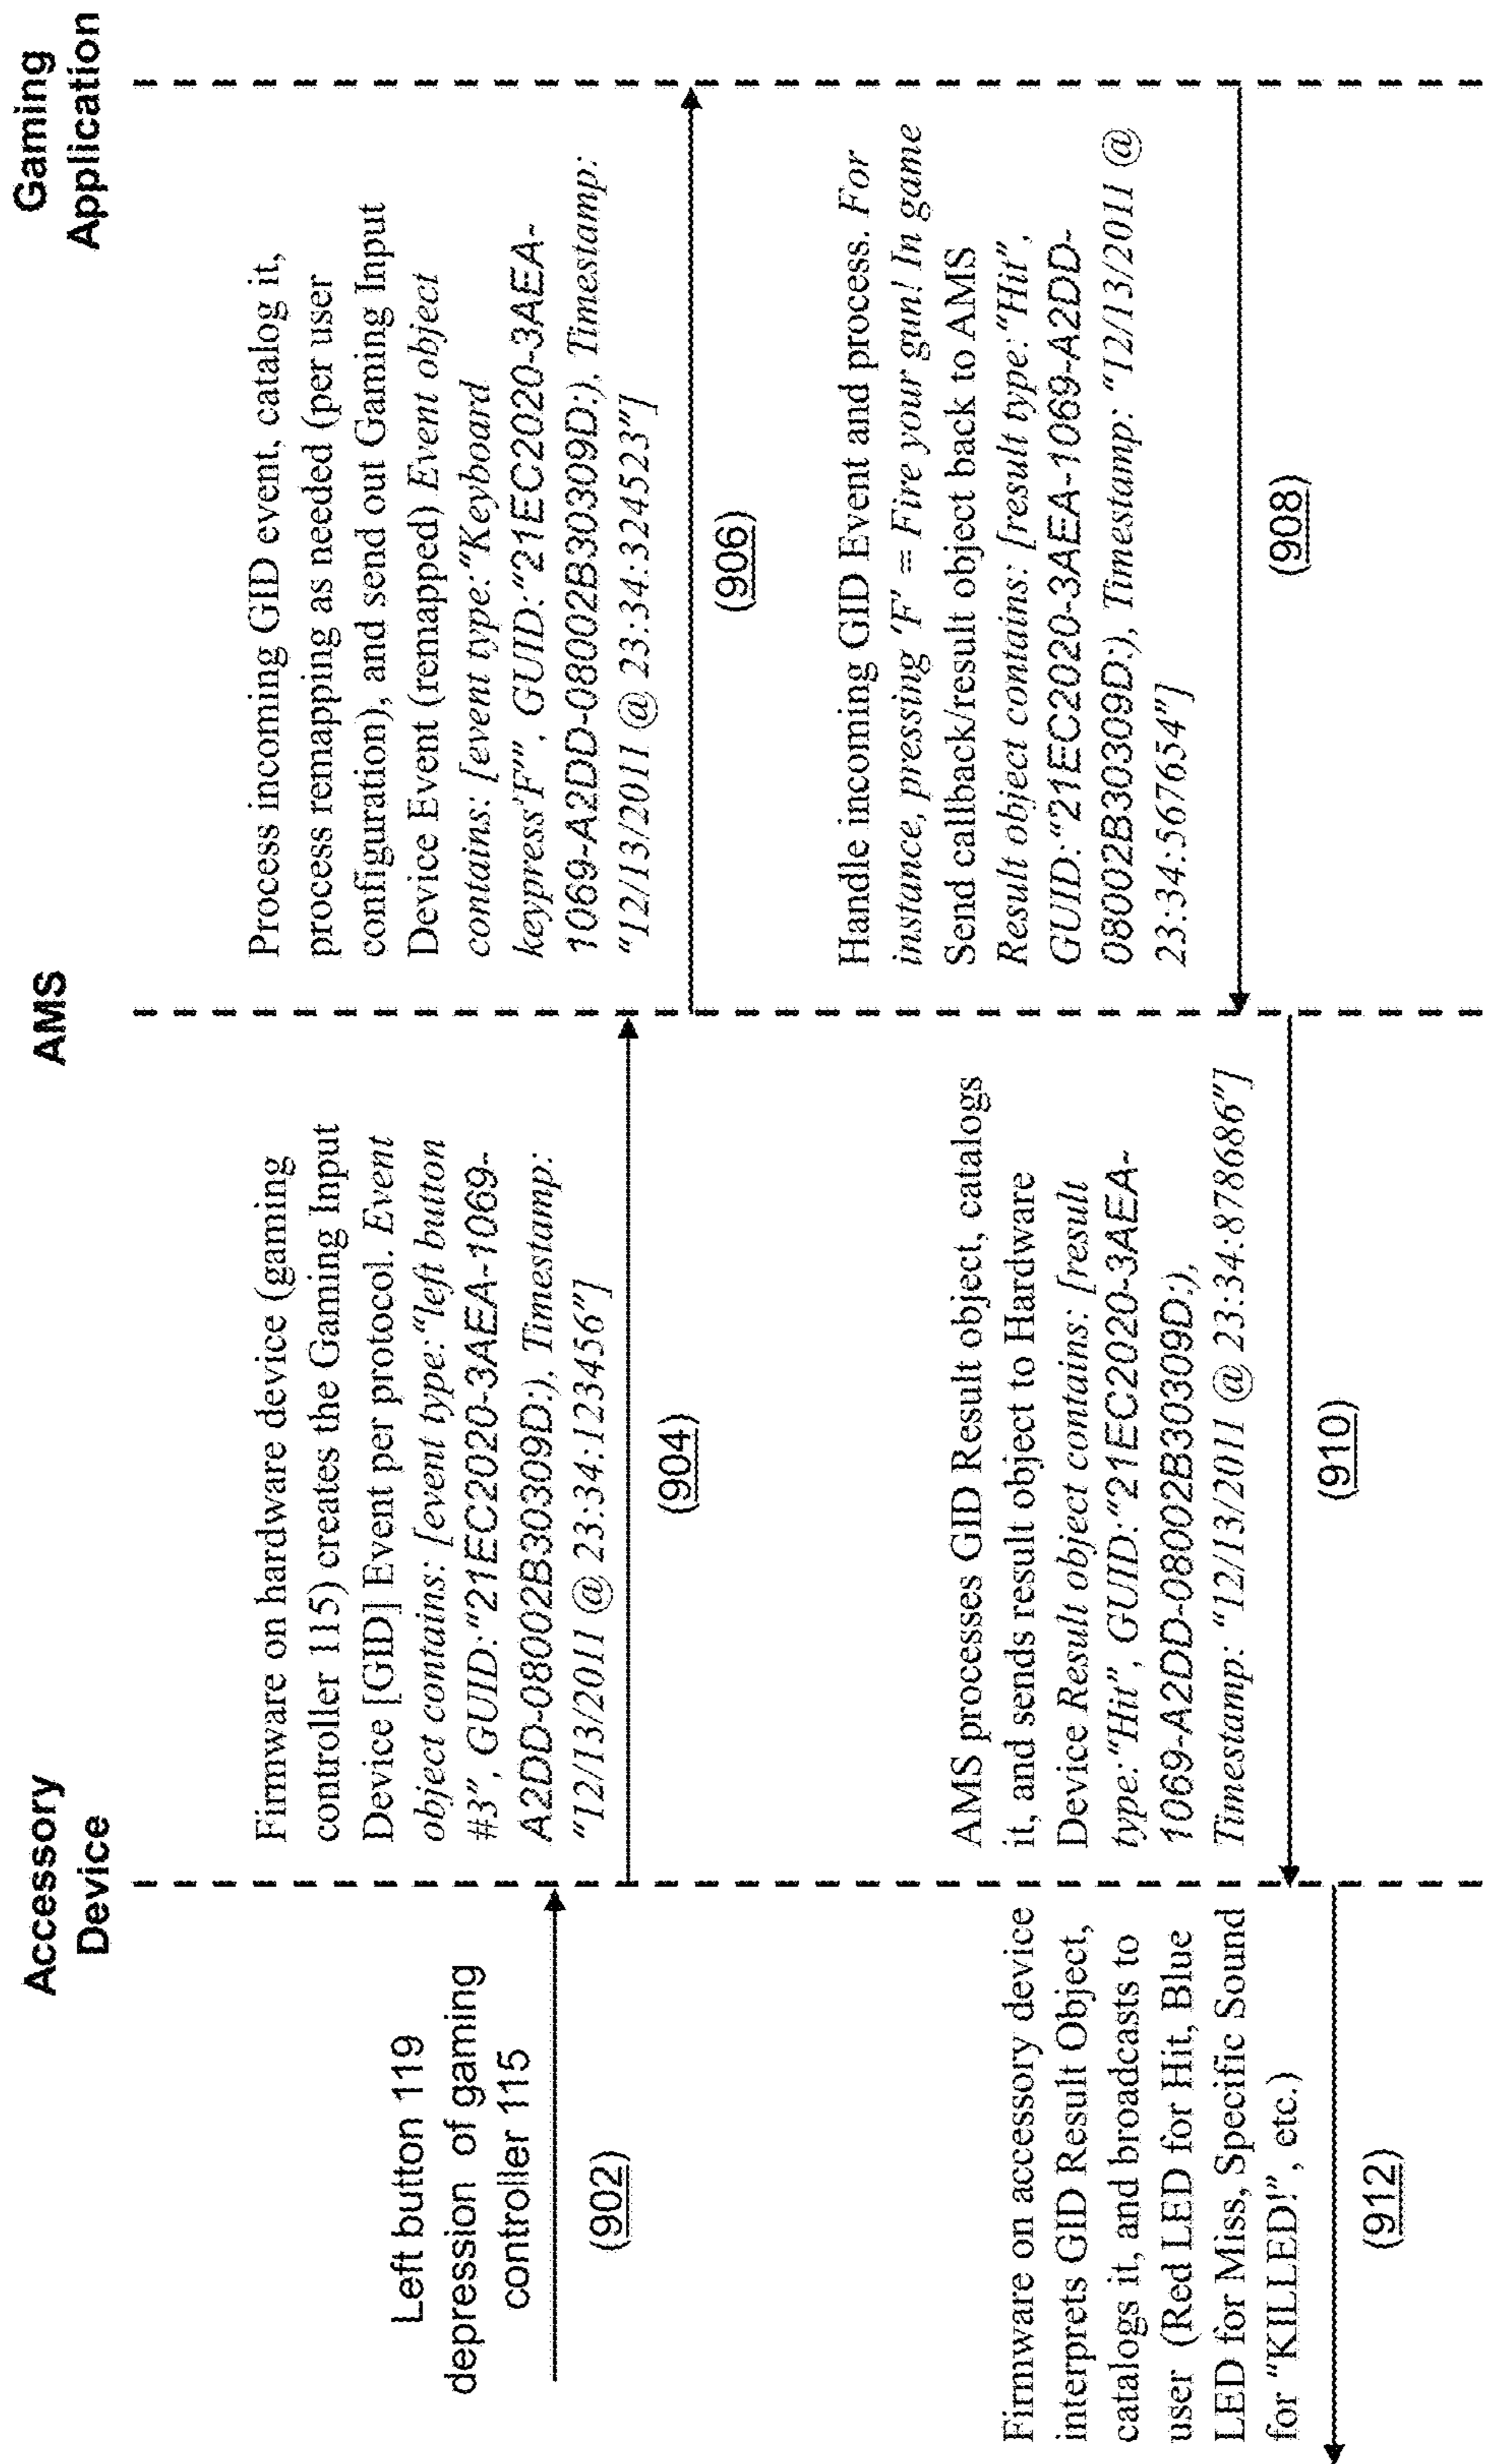 Accessory
Device
AMS
Gaming
Application
Left button 119
depression of gaming
controller 115
(902)
Firmware on hardware device (gaming
controller 115) creates the Gaming Input
Device [GID] Event per protocol. Event
object contains: [event type:"left button
#3", GUID:"21EC2020-3AEA-1069-
A2DD-08002B30309D:), Timestamp:
"12/13/2011 @ 23:34:123456"]
(904)
Process incoming GID event, catalog it,
process remapping as needed (per user
configuration), and send out Gaming Input
Device Event (remapped) Event object
contains: [event type:"Keyboard
keypress'F'", GUID:"21EC2020-3AEA-
1069-A2DD-08002B30309D:), Timestamp:
"12/13/2011 @ 23:34:324523"]
(906)
Handle incoming GID Event and process. For
instance, pressing 'F' = Fire your gun! In game
Send callback/result object back to AMS
Result object contains: [result type:"Hit",
GUID:"21EC2020-3AEA-1069-A2DD-
08002B30309D:), Timestamp: "12/13/2011 @
23:34:567654"]
(908)
AMS processes GID Result object, catalogs
it, and sends result object to Hardware
Device Result object contains: [result
type:"Hit", GUID:"21EC2020-3AEA-
1069-A2DD-08002B30309D:),
Timestamp: "12/13/2011 @ 23:34:878686"]
(910)
Firmware on accessory device
interprets GID Result Object,
catalogs it, and broadcasts to
user (Red LED for Hit, Blue
LED for Miss, Specific Sound
for "KILLED!", etc.)
(912)